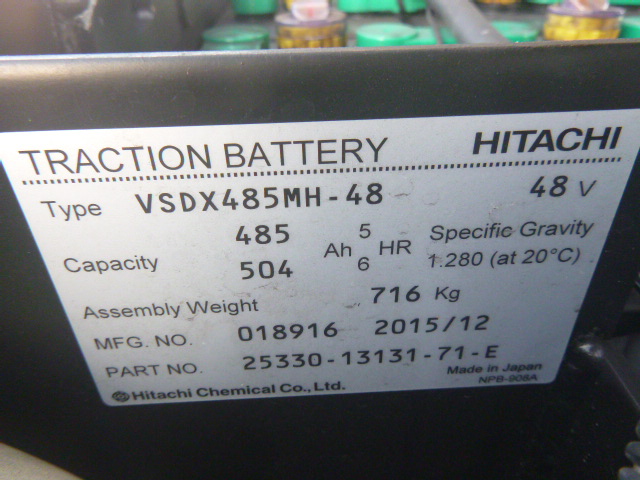 TRACTION BATTERY HITACHI
Type VSDX485MH-48 48 V
Capacity 485 Ah 5 HR Specific Gravity
504 6 1.280 (at 20°C)
Assembly Weight 716 Kg
MFG. NO. 018916 2015/12
PART NO. 25330-13131-71-E
Made in Japan
Hitachi Chemical Co., Ltd. NPB-908A